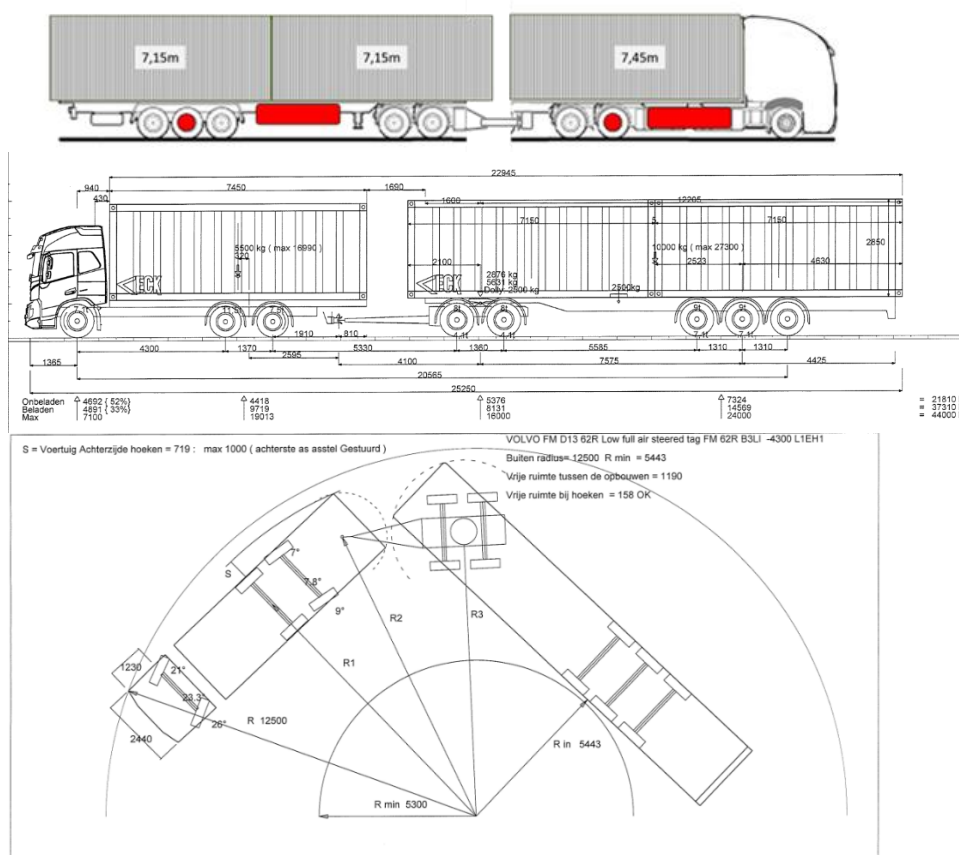 7,15m 7,15m 7,45m
22945
940 7450 1690
430 1600 12205
7150 5 7150
5500 kg ( max 16990 ) 10000 kg ( max 27300 ) 2850
320
2100 2523 4630
2876 kg
5631 kg
Dolly: 2500 kg 2500kg
ECK ECK
1910 810
4300 1370 5330 1360 5585 1310 1310
1365 2595 4100 7575 4425
20565
25250
Onbeladen 4692 { 52%} 4418 5376 7324 = 21810
Beladen 4891 { 33%} 9719 8131 14569 = 37310
Max 7100 19013 18000 24000 = 44000
S = Voertuig Achterzijde hoeken = 719 : max 1000 ( achterste as asstel Gestuurd )
VOLVO FM D13 62R Low full air steered tag FM 62R B3LI -4300 L1EH1
Buiten radius= 12500 R min = 5443
Vrije ruimte tussen de opbouwen = 1190
Vrije ruimte bij hoeken = 158 OK
7°
S
7.8°
9°
R2
R3
R1
1230
21°
23.3°
26°
R 12500
2440
R in 5443
R min 5300